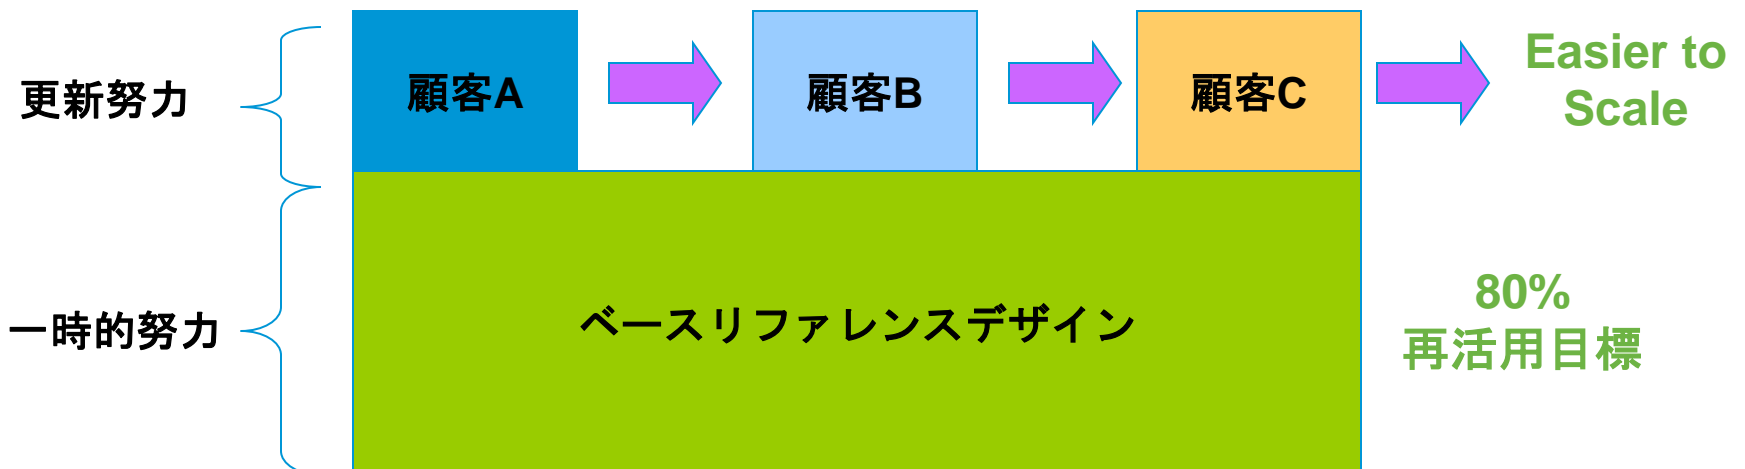 更新努力
顧客A
顧客B
顧客C
Easier to
Scale
一時的努力
ベースリファレンスデザイン
80%
再活用目標